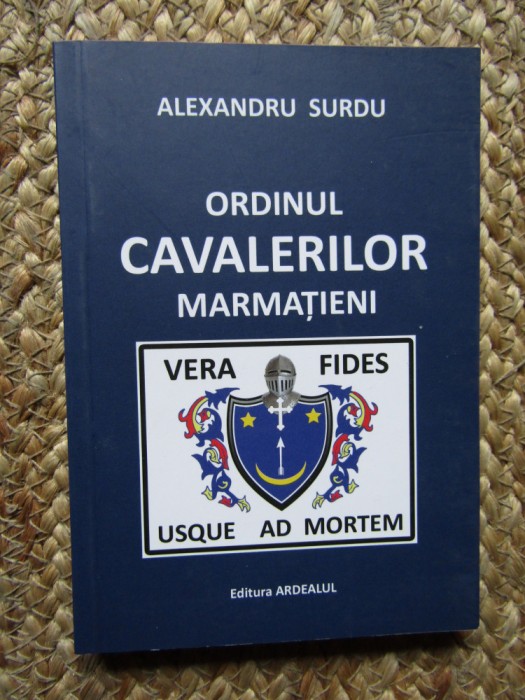 ALEXANDRU SURDU
ORDINUL
CAVALERILOR
MARMAȚIENI
VERA FIDES
USQUE AD MORTEM
Editura ARDEALUL